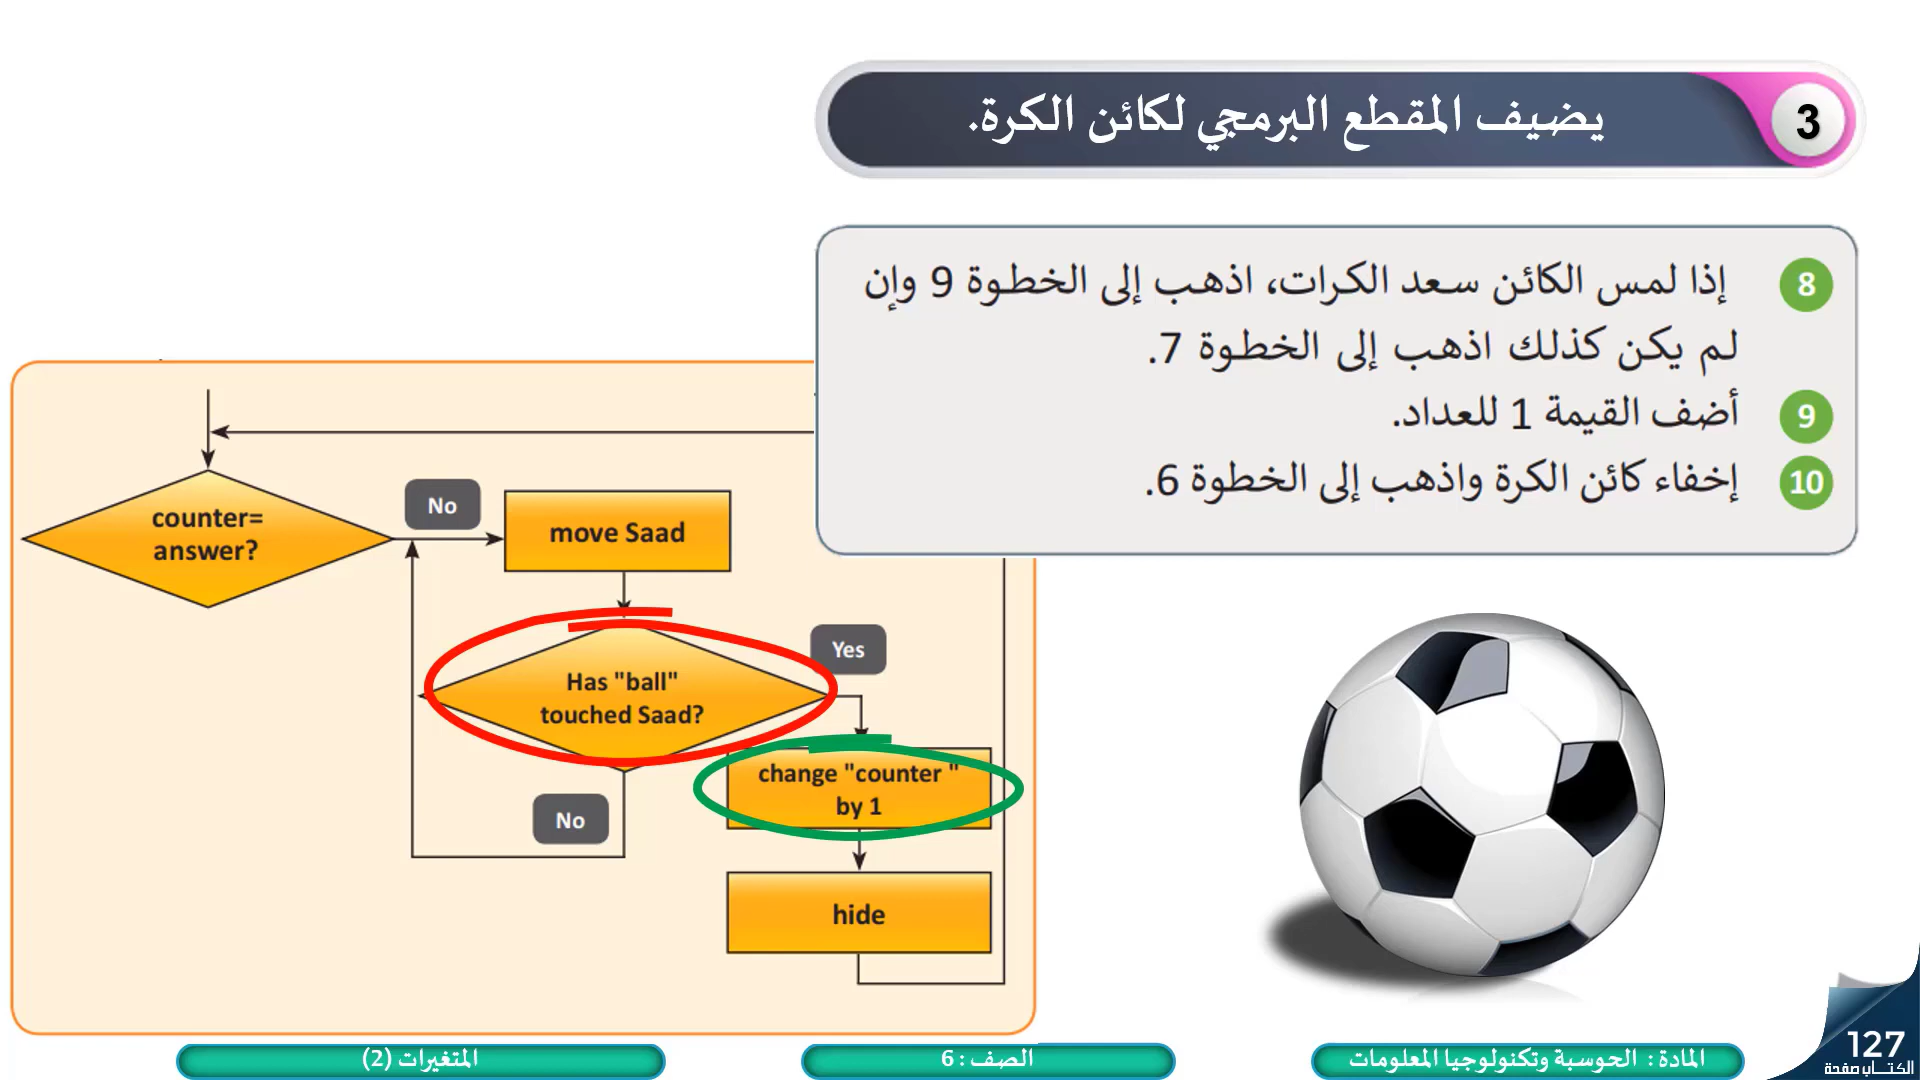 3
يضيف المقطع البرمجي لكائن الكرة.
8 إذا لمس الكائن سعد الكرات، اذهب إلى الخطوة 9 وإن
لم يكن كذلك اذهب إلى الخطوة 7.
9 أضف القيمة 1 للعداد.
10 إخفاء كائن الكرة واذهب إلى الخطوة 6.
counter=
answer?
No
move Saad
Has "ball"
touched Saad?
Yes
change "counter "
by 1
No
hide
المادة : الحوسبة وتكنولوجيا المعلومات
الصف : 6
المتغيرات (2)
127
الكتاب صفحة